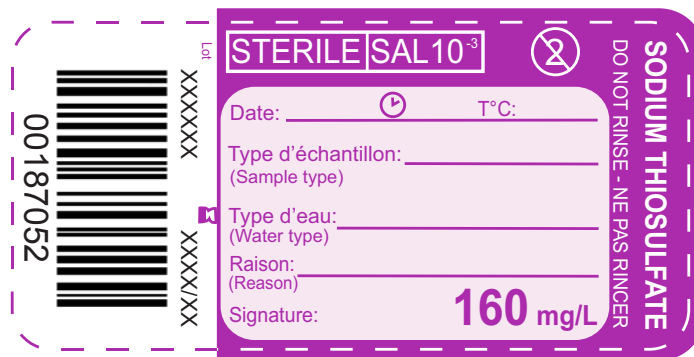 00187052
Lot
XXXXXX
XXXX/XX
STERILE SAL10-3
2
Date: T°C:
Type d'échantillon:
(Sample type)
Type d'eau:
(Water type)
Raison:
(Reason)
Signature:
160 mg/L
DO NOT RINSE - NE PAS RINCER
SODIUM THIOSULFATE